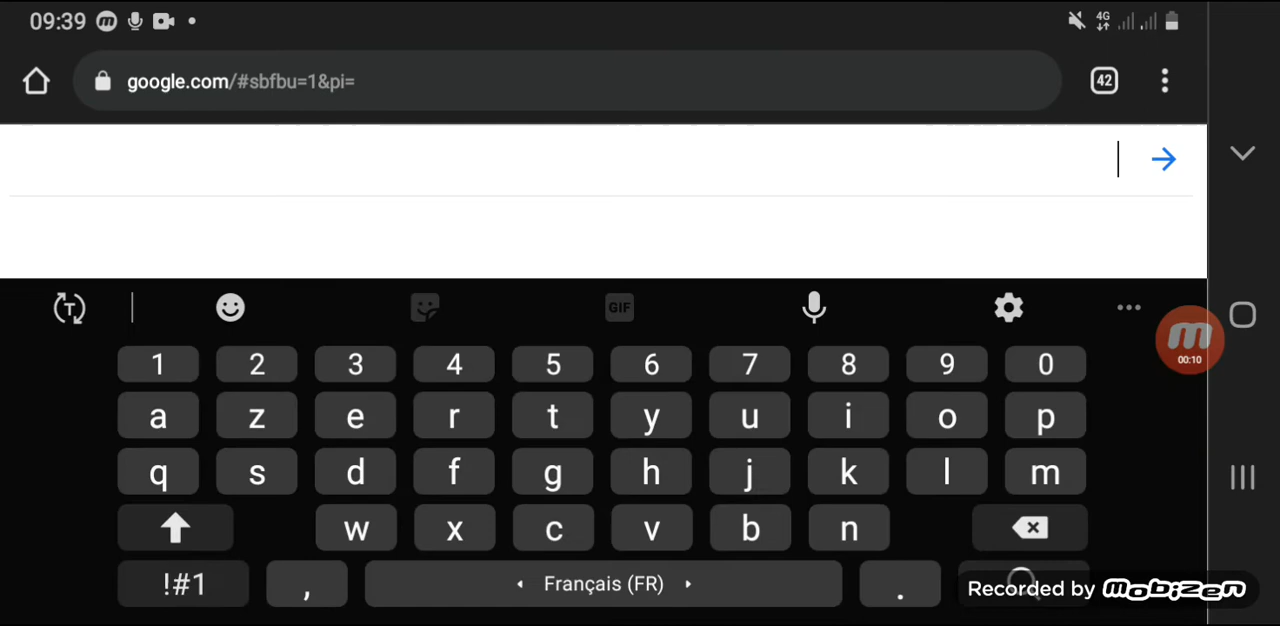 09:39
4G
google.com/#sbfbu=1&pi=
42
GIF
00:10
1 2 3 4 5 6 7 8 9 0
a z e r t y u i o p
q s d f g h j k l m
w x c v b n
!#1 , Français (FR) .
Recorded by mobizen